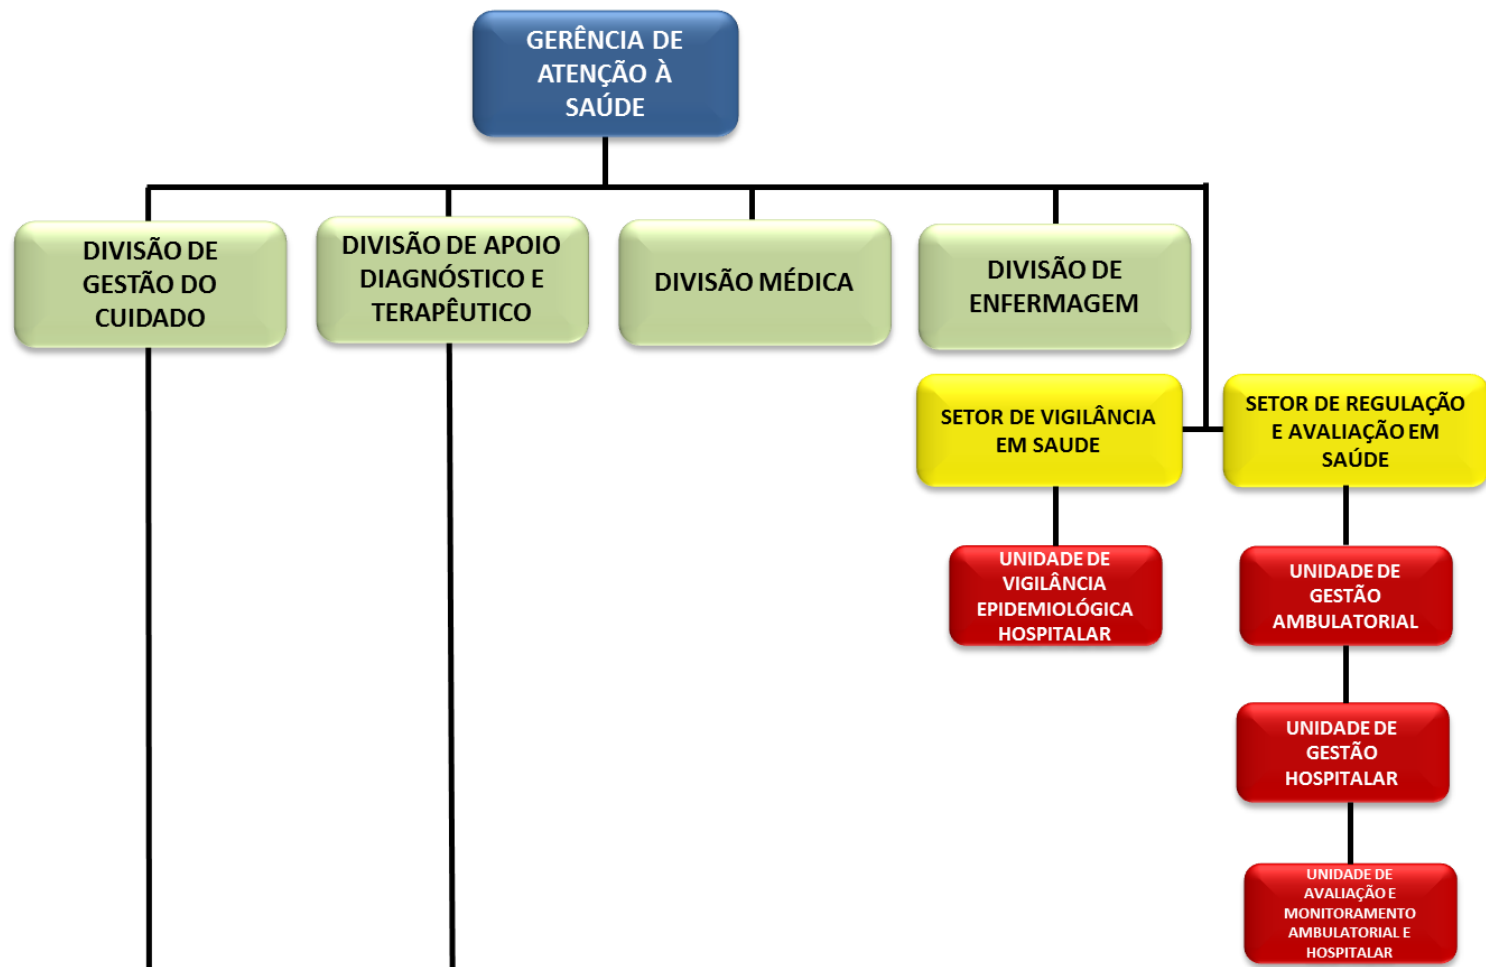 GERÊNCIA DE
ATENÇÃO À
SAÚDE
DIVISÃO DE
GESTÃO DO
CUIDADO
DIVISÃO DE APOIO
DIAGNÓSTICO E
TERAPÊUTICO
DIVISÃO MÉDICA
DIVISÃO DE
ENFERMAGEM
SETOR DE VIGILÂNCIA
EM SAUDE
SETOR DE REGULAÇÃO
E AVALIAÇÃO EM
SAÚDE
UNIDADE DE
VIGILÂNCIA
EPIDEMIOLÓGICA
HOSPITALAR
UNIDADE DE
GESTÃO
AMBULATORIAL
UNIDADE DE
GESTÃO
HOSPITALAR
UNIDADE DE
AVALIAÇÃO E
MONITORAMENTO
AMBULATORIAL E
HOSPITALAR